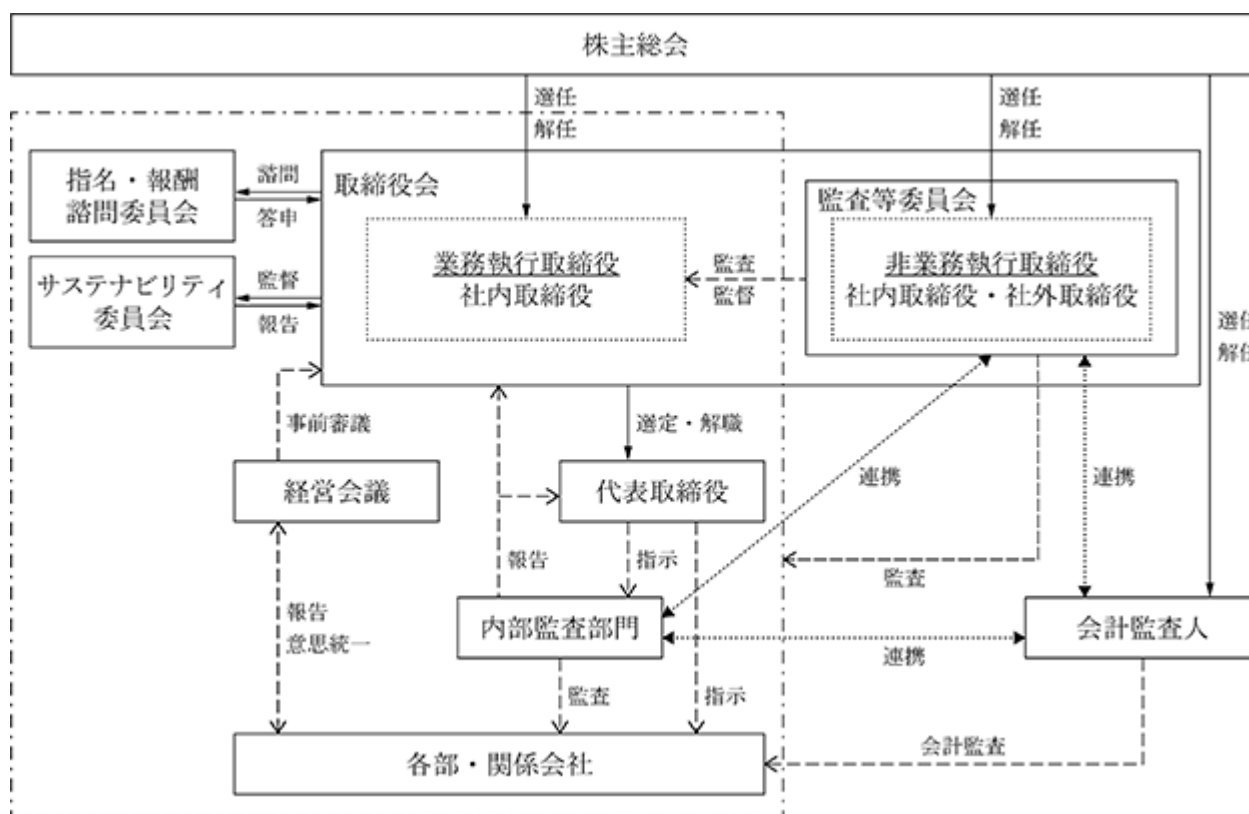 株主総会
選任
解任
選任
解任
選任
解任
指名・報酬
諮問委員会
諮問
答申
取締役会
監査等委員会
業務執行取締役
社内取締役
監査
監督
非業務執行取締役
社内取締役・社外取締役
サステナビリティ
委員会
監督
報告
事前審議
選定・解職
経営会議
代表取締役
連携
連携
報告
指示
監査
報告
意思統一
内部監査部門
連携
会計監査人
監査
指示
各部・関係会社
会計監査